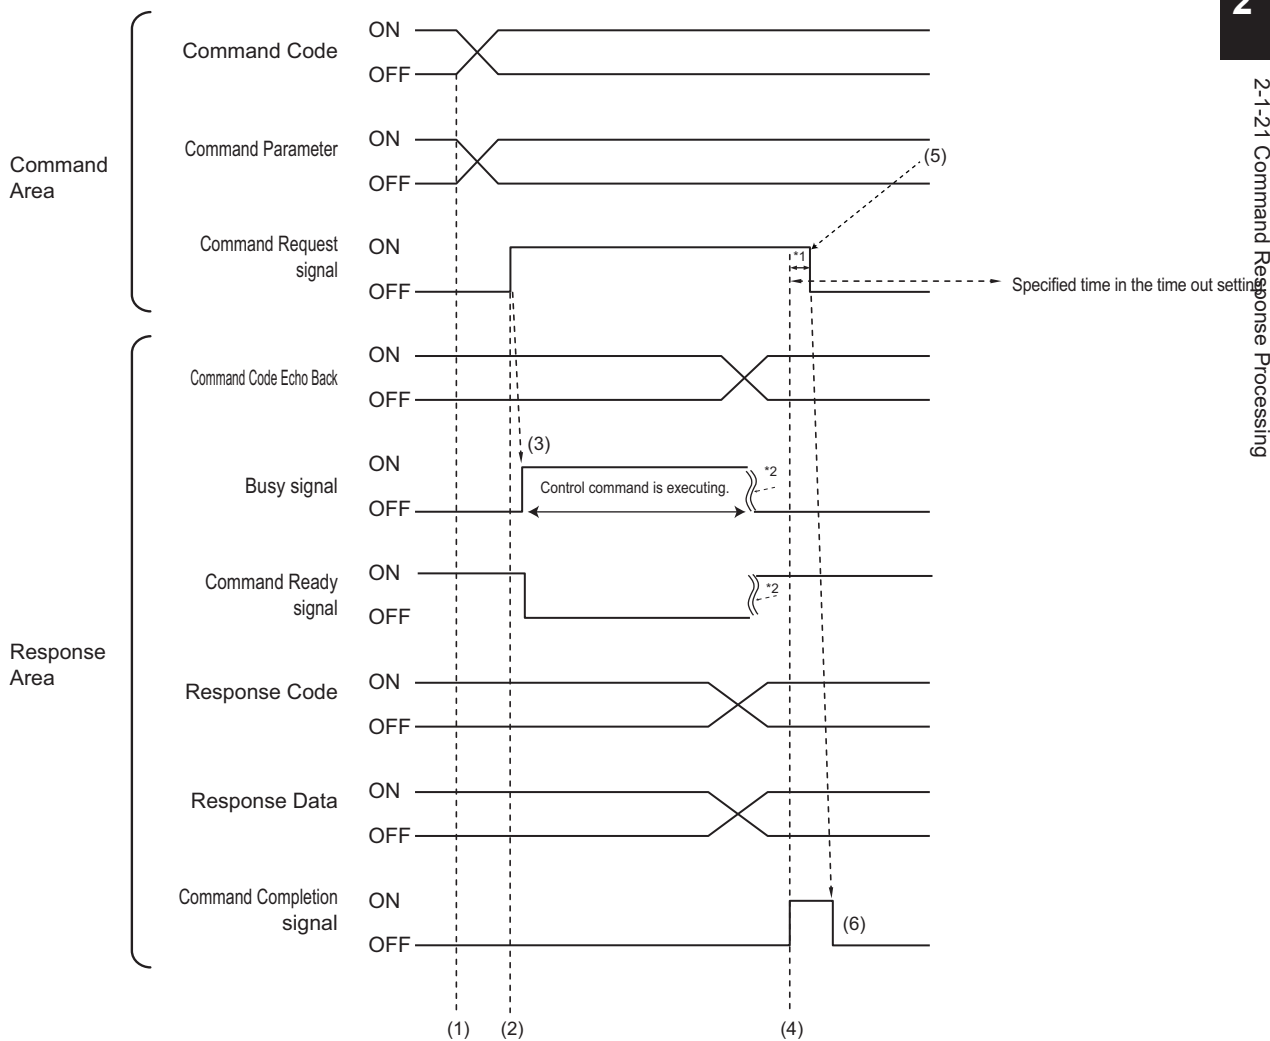 2
2-1-21 Command Response Processing
Command
Area
Command Code
ON
OFF
Command Parameter
ON
OFF
(5)
Command Request
signal
ON
OFF
*1
Specified time in the time out setting
Response
Area
Command Code Echo Back
ON
OFF
Busy signal
ON
OFF
(3)
Control command is executing.
*2
Command Ready
signal
ON
OFF
*2
Response Code
ON
OFF
Response Data
ON
OFF
Command Completion
signal
ON
OFF
(6)
(1)
(2)
(4)